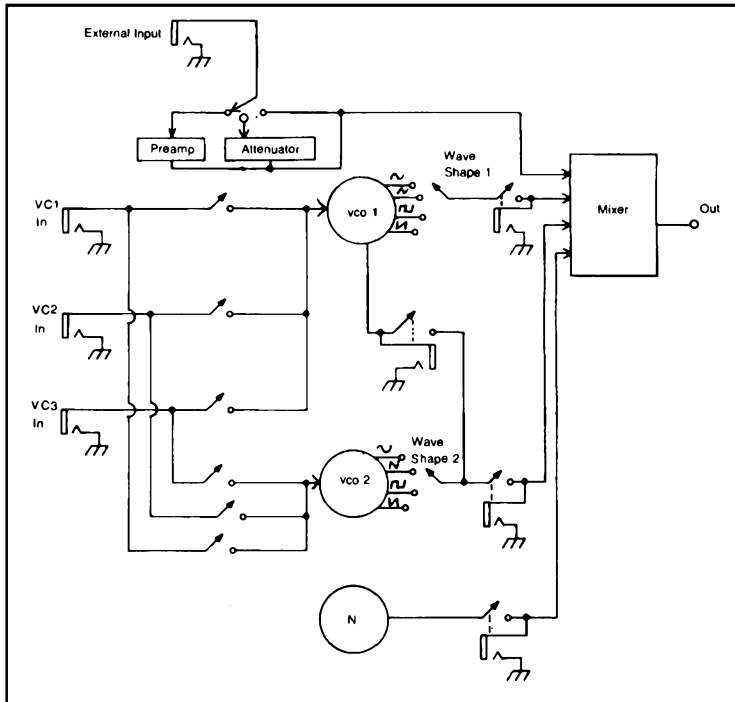 External Input
Preamp
Attenuator
VC1
In
vco 1
Wave
Shape 1
Mixer
Out
VC2
In
VC3
In
vco 2
Wave
Shape 2
N